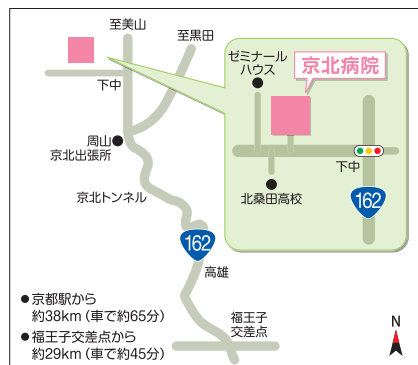 至美山
至黒田
下中
周山
京北出張所
京北トンネル
162
高雄
福王子
交差点
ゼミナール
ハウス
京北病院
下中
北桑田高校
162
●京都駅から
約38km（車で約65分）
●福王子交差点から
約29km（車で約45分）
N